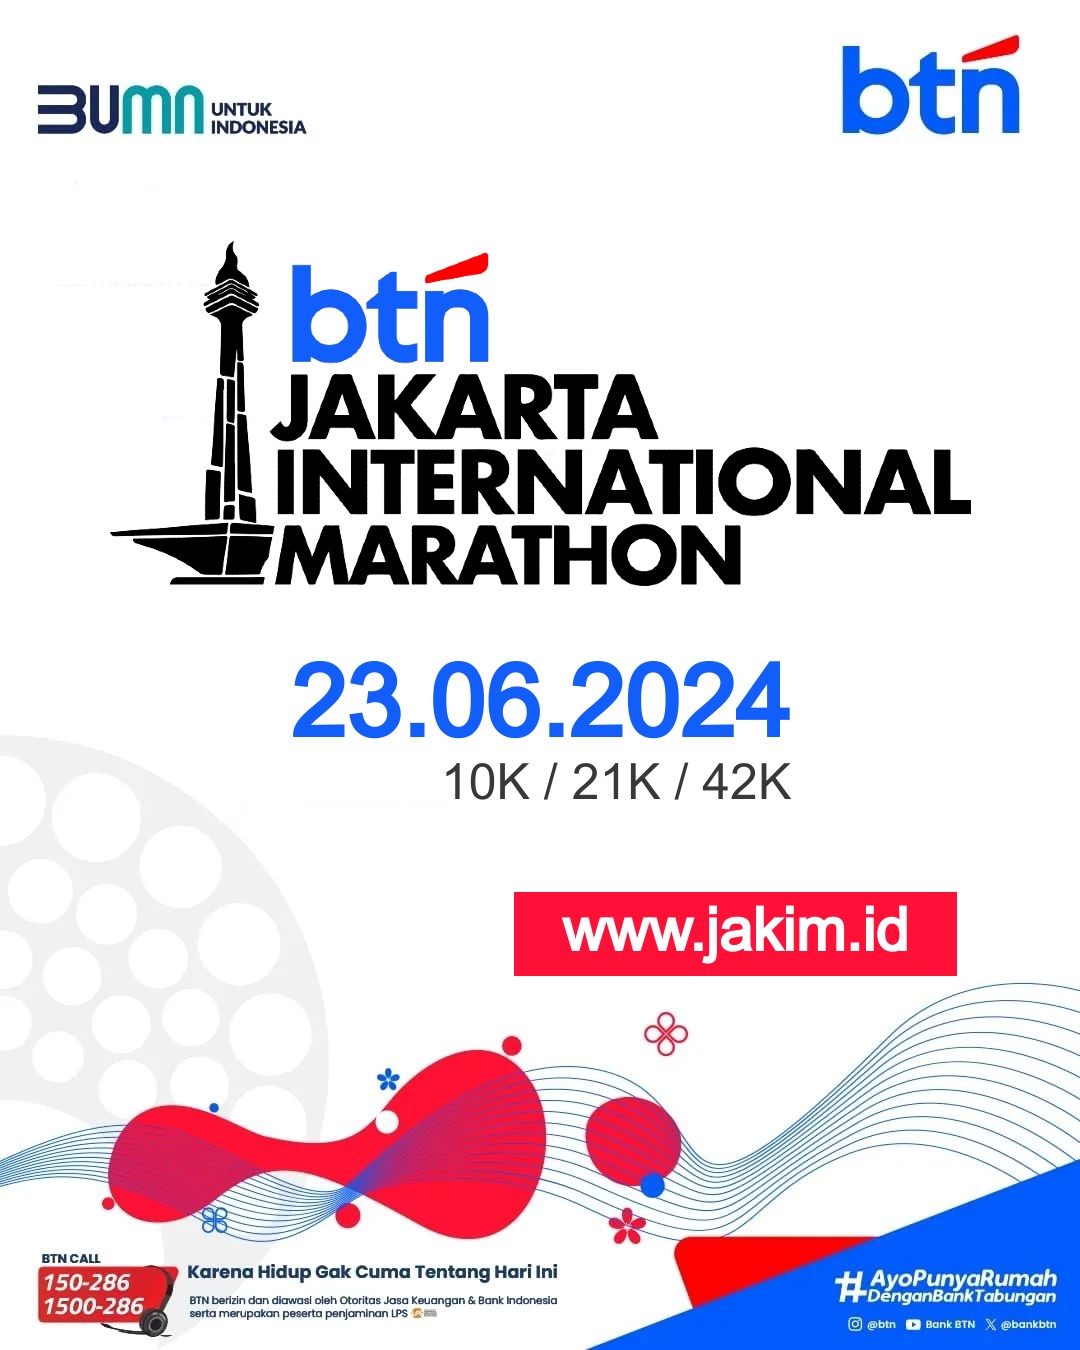 BUMN UNTUK
INDONESIA
btn
btn
JAKARTA
INTERNATIONAL
MARATHON
23.06.2024
10K / 21K / 42K
www.jakim.id
BTN CALL
150-286
1500-286
Karena Hidup Gak Cuma Tentang Hari Ini
BTN berizin dan diawasi oleh Otoritas Jasa Keuangan & Bank Indonesia
serta merupakan peserta penjaminan LPS
#AyoPunyaRumah
DenganBankTabungan
@btn Bank BTN @bankbtn